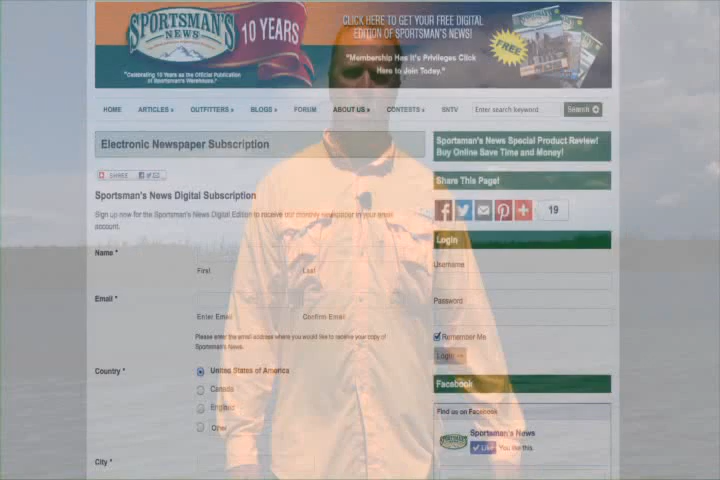 SPORTSMAN'S
NEWS
10 YEARS
"Celebrating 10 Years as the Official Publication
of Sportsman's Warehouse."
CLICK HERE TO GET YOUR FREE DIGITAL
EDITION OF SPORTSMAN'S NEWS!
"Membership Has It's Privileges Click
Here to Join Today."
FREE
HOME ARTICLES » OUTFITTERS » BLOGS » FORUM ABOUT US » CONTESTS » SNTV Enter search keyword Search
Electronic Newspaper Subscription
SHARE
Sportsman's News Digital Subscription
Sign up now for the Sportsman's News Digital Edition to receive our monthly newspaper in your email
account.
Name *
First Last
Email *
Enter Email Confirm Email
Please enter the email address where you would like to receive your copy of
Sportsman's News.
Country *
United States of America
Canada
England
Other
City *
Sportsman's News Special Product Review!
Buy Online Save Time and Money!
Share This Page!
19
Login
Username
Password
Remember Me
Login →
Facebook
Find us on Facebook
Sportsman's News
Like You like this.